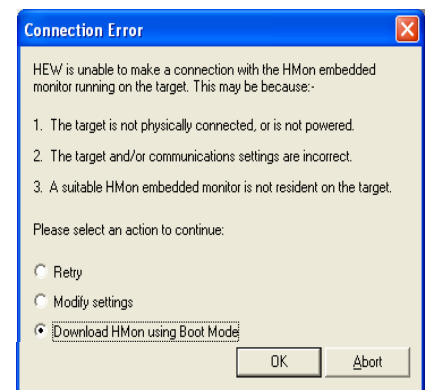 Connection Error
HEW is unable to make a connection with the HMon embedded
monitor running on the target. This may be because:-
1. The target is not physically connected, or is not powered.
2. The target and/or communications settings are incorrect.
3. A suitable HMon embedded monitor is not resident on the target.
Please select an action to continue:
Retry
Modify settings
Download HMon using Boot Mode
OK Abort